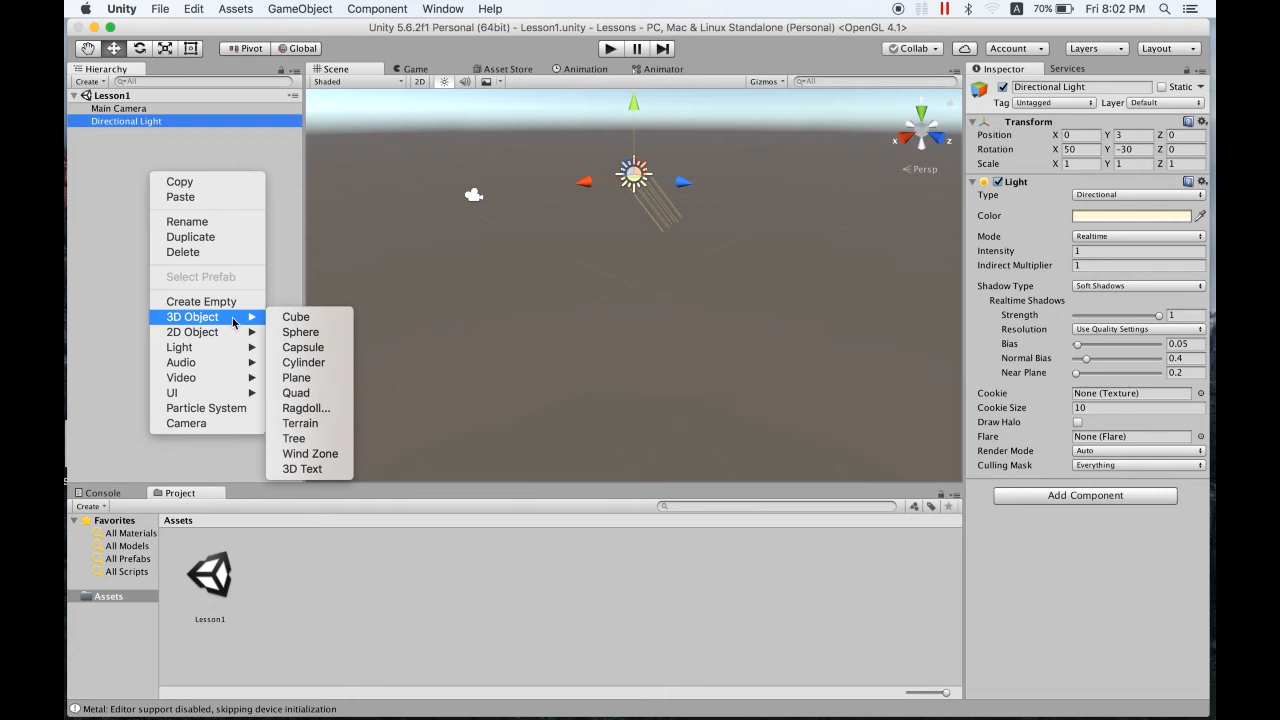 Unity File Edit Assets GameObject Component Window Help A 70% Fri 8:02 PM
Unity 5.6.2f1 Personal (64bit) - Lesson1.unity - Lessons - PC, Mac & Linux Standalone (Personal) <OpenGL 4.1>
Pivot Global Collab Account Layers Layout
Hierarchy Scene Game Asset Store Animation Animator Inspector Services
Create All Shaded 2D Gizmos All
Lesson1
Main Camera
Directional Light
Copy
Paste
Rename
Duplicate
Delete
Select Prefab
Create Empty
3D Object
2D Object
Light
Audio
Video
UI
Particle System
Camera
Cube
Sphere
Capsule
Cylinder
Plane
Quad
Ragdoll...
Terrain
Tree
Wind Zone
3D Text
x z
Persp
Directional Light Static
Tag Untagged Layer Default
Transform
Position X 0 Y 3 Z 0
Rotation X 50 Y -30 Z 0
Scale X 1 Y 1 Z 1
Light
Type Directional
Color
Mode Realtime
Intensity 1
Indirect Multiplier 1
Shadow Type Soft Shadows
Realtime Shadows
Strength 1
Resolution Use Quality Settings
Bias 0.05
Normal Bias 0.4
Near Plane 0.2
Cookie None (Texture)
Cookie Size 10
Draw Halo
Flare None (Flare)
Render Mode Auto
Culling Mask Everything
Add Component
Console Project
Create
Favorites
All Materials
All Models
All Prefabs
All Scripts
Assets
Assets
Lesson1
Metal: Editor support disabled, skipping device initialization